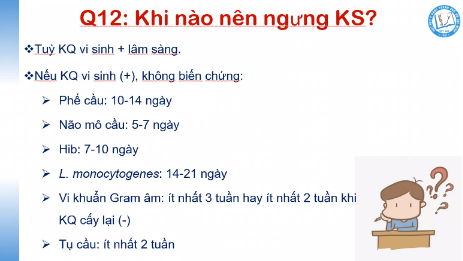 Q12: Khi nào nên ngưng KS?
❖Tuỳ KQ vi sinh + lâm sàng.
❖Nếu KQ vi sinh (+), không biến chứng:
➢ Phế cầu: 10-14 ngày
➢ Não mô cầu: 5-7 ngày
➢ Hib: 7-10 ngày
➢ L. monocytogenes: 14-21 ngày
➢ Vi khuẩn Gram âm: ít nhất 3 tuần hay ít nhất 2 tuần khi
KQ cấy lại (-)
➢ Tụ cầu: ít nhất 2 tuần